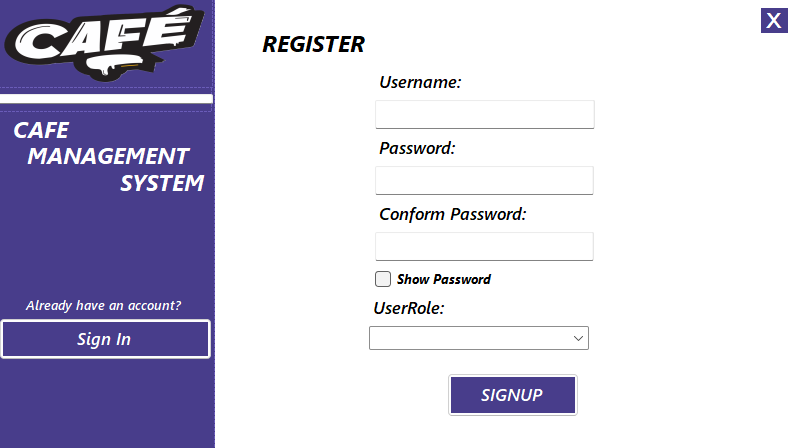 CAFÉ
CAFE
MANAGEMENT
SYSTEM
Already have an account?
Sign In
X
REGISTER
Username:
Password:
Conform Password:
Show Password
UserRole:
SIGNUP